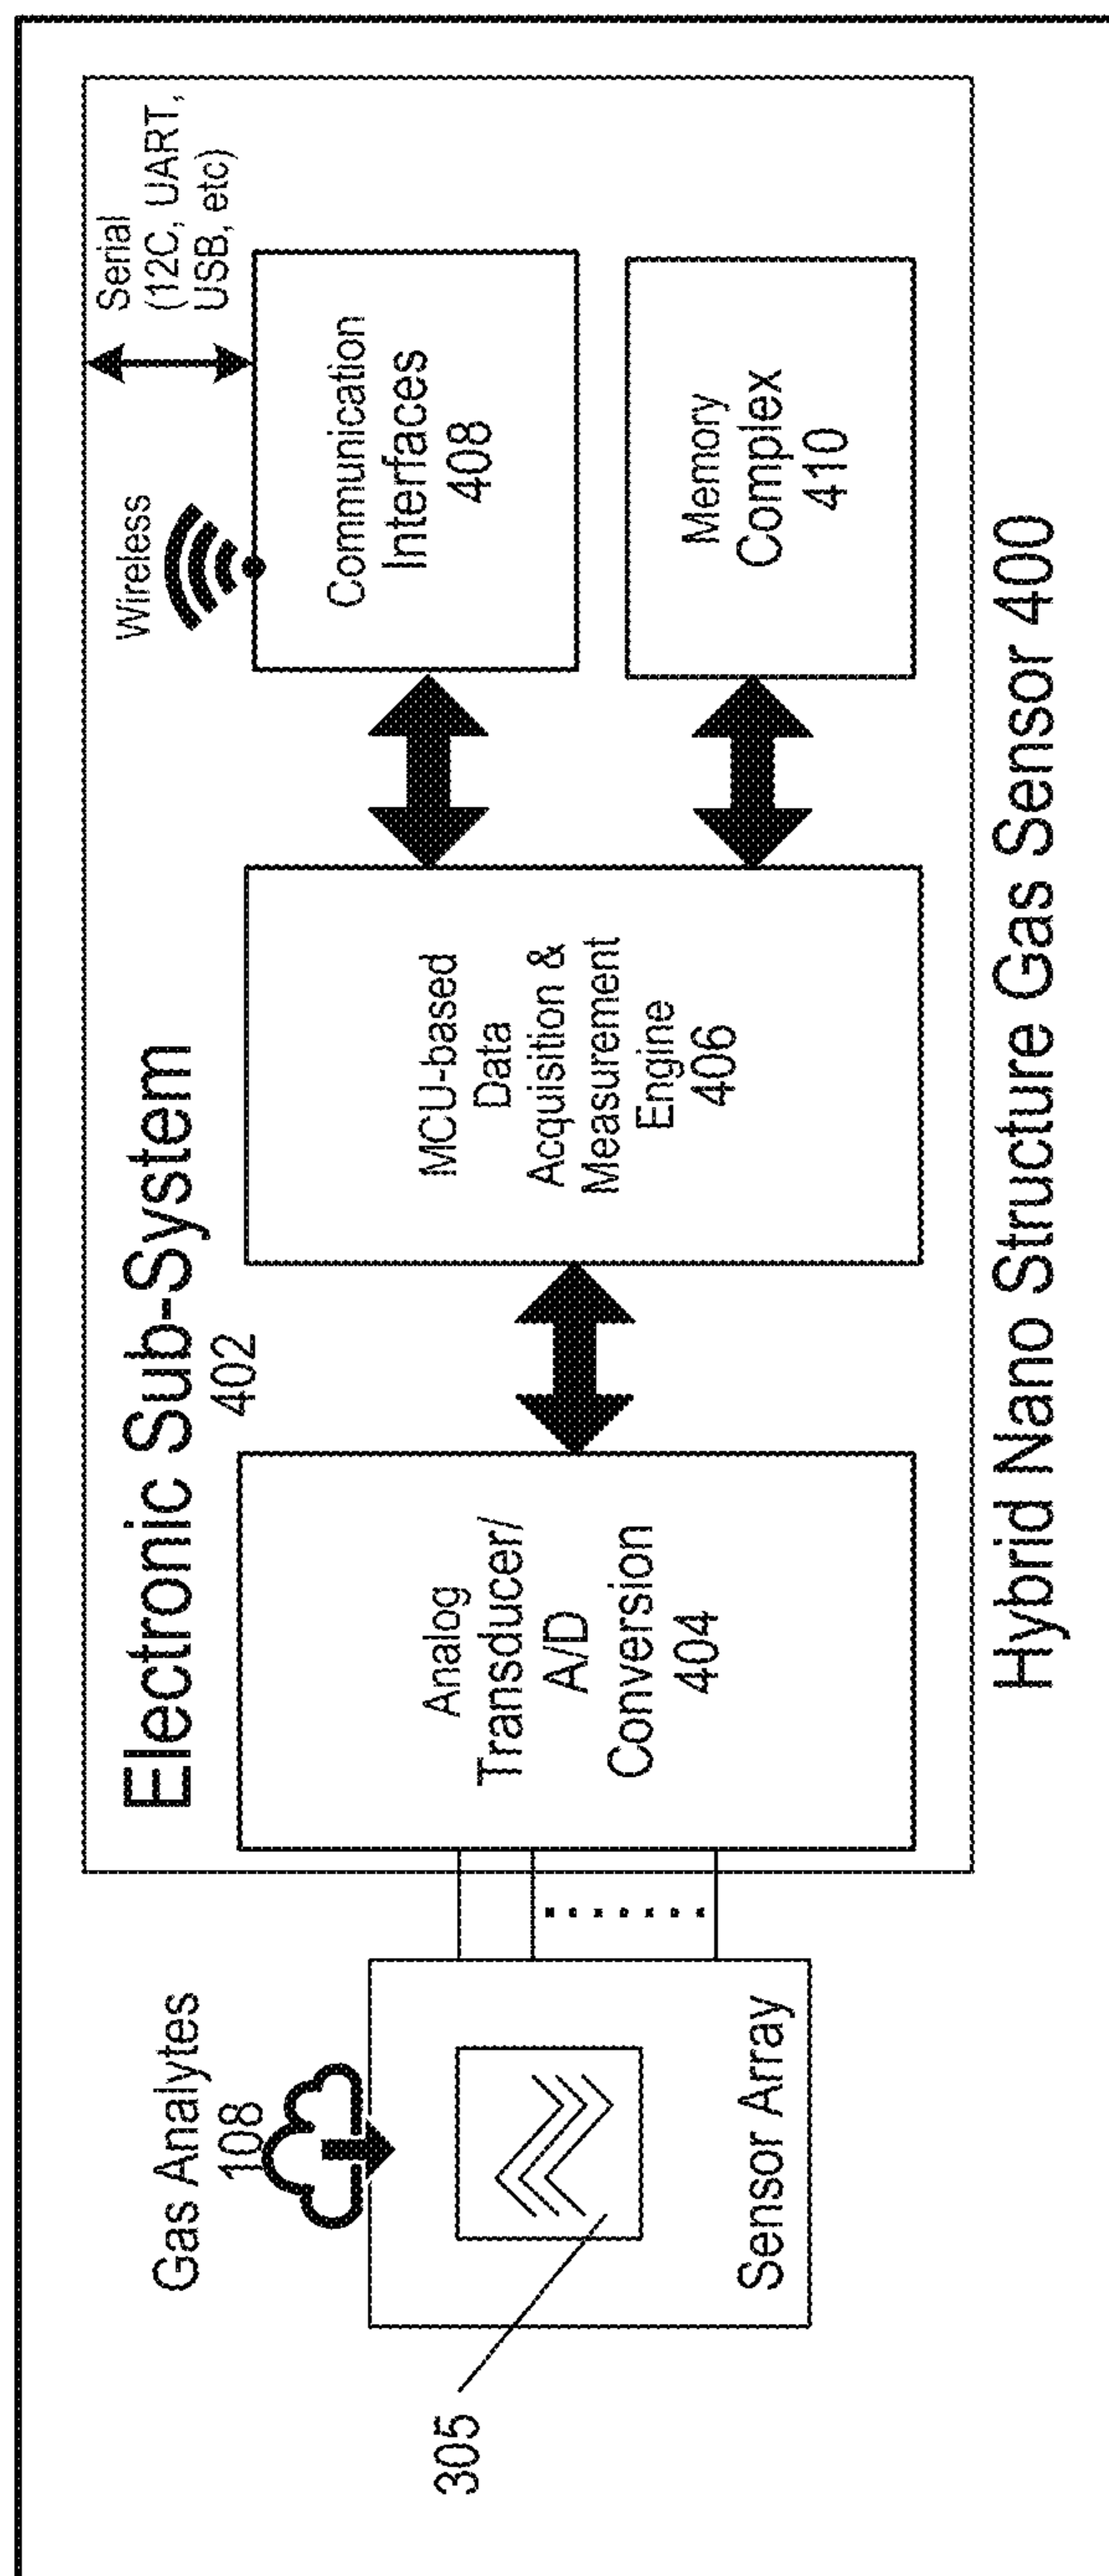 Electronic Sub-System
402
Gas Analytes
108
305
Sensor Array
Analog
Transducer/
A/D
Conversion
404
MCU-based
Data
Acquisition &
Measurement
Engine
406
Wireless
Serial
(12C, UART,
USB, etc)
Communication
Interfaces
408
Memory
Complex
410
Hybrid Nano Structure Gas Sensor 400